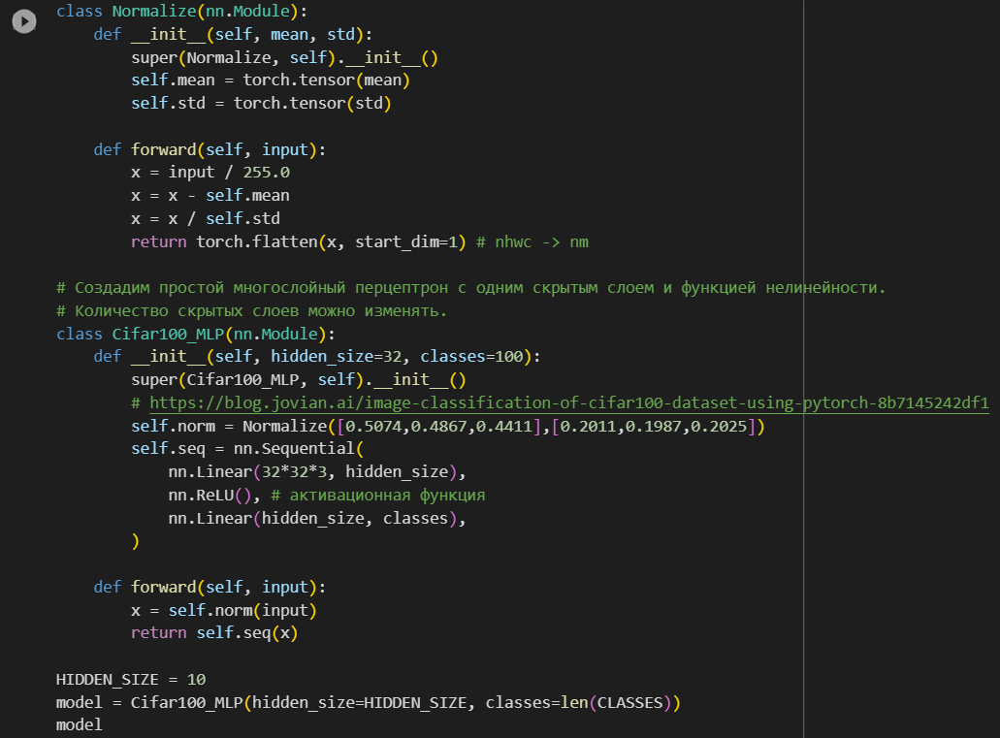 class Normalize(nn.Module):
    def __init__(self, mean, std):
        super(Normalize, self).__init__()
        self.mean = torch.tensor(mean)
        self.std = torch.tensor(std)

    def forward(self, input):
        x = input / 255.0
        x = x - self.mean
        x = x / self.std
        return torch.flatten(x, start_dim=1) # nhwc -> nm

# Создадим простой многослойный перцептрон с одним скрытым слоем и функцией нелинейности.
# Количество скрытых слоев можно изменять.
class Cifar100_MLP(nn.Module):
    def __init__(self, hidden_size=32, classes=100):
        super(Cifar100_MLP, self).__init__()
        # https://blog.jovian.ai/image-classification-of-cifar100-dataset-using-pytorch-8b7145242df1
        self.norm = Normalize([0.5074,0.4867,0.4411],[0.2011,0.1987,0.2025])
        self.seq = nn.Sequential(
            nn.Linear(32*32*3, hidden_size),
            nn.ReLU(), # активационная функция
            nn.Linear(hidden_size, classes),
        )

    def forward(self, input):
        x = self.norm(input)
        return self.seq(x)

HIDDEN_SIZE = 10
model = Cifar100_MLP(hidden_size=HIDDEN_SIZE, classes=len(CLASSES))
model